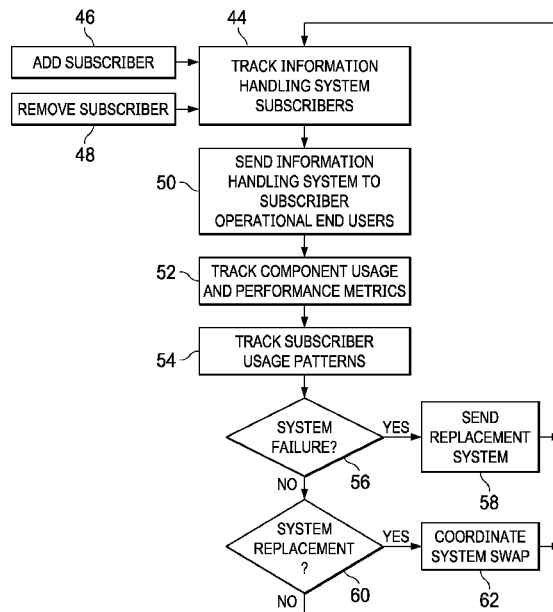 46
44
ADD SUBSCRIBER
TRACK INFORMATION
HANDLING SYSTEM
SUBSCRIBERS
REMOVE SUBSCRIBER
48
50
SEND INFORMATION
HANDLING SYSTEM TO
SUBSCRIBER
OPERATIONAL END USERS
52
TRACK COMPONENT USAGE
AND PERFORMANCE METRICS
54
TRACK SUBSCRIBER
USAGE PATTERNS
SYSTEM
FAILURE?
YES
56
NO
SEND
REPLACEMENT
SYSTEM
58
SYSTEM
REPLACEMENT
?
YES
60
NO
COORDINATE
SYSTEM SWAP
62